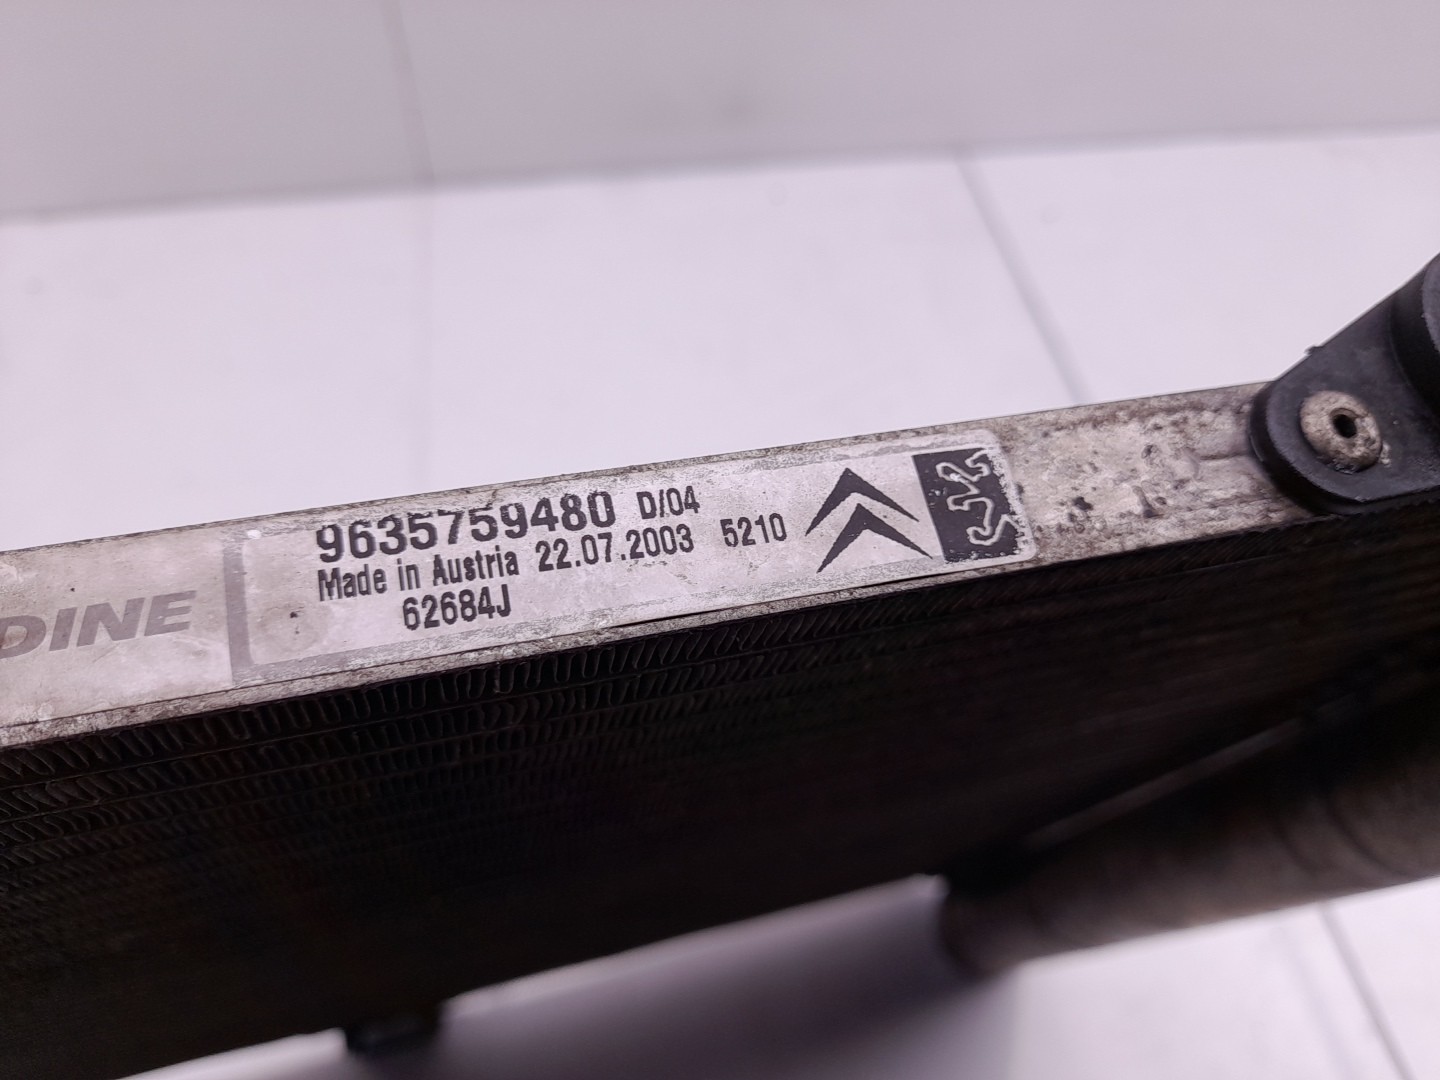 9635759480 D/04
Made in Austria 22.07.2003 5210
62684J
DINE